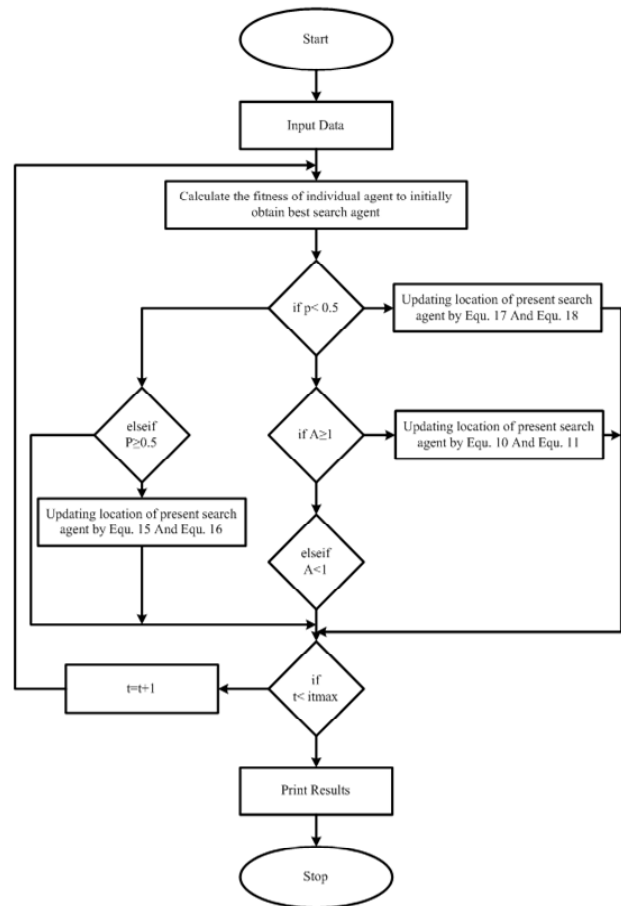 Start
Input Data
Calculate the fitness of individual agent to initially
obtain best search agent
if p< 0.5
Updating location of present search
agent by Equ. 17 And Equ. 18
elseif
P≥0.5
if A≥1
Updating location of present search
agent by Equ. 10 And Equ. 11
Updating location of present search
agent by Equ. 15 And Equ. 16
elseif
A<1
if
t< itmax
t=t+1
Print Results
Stop